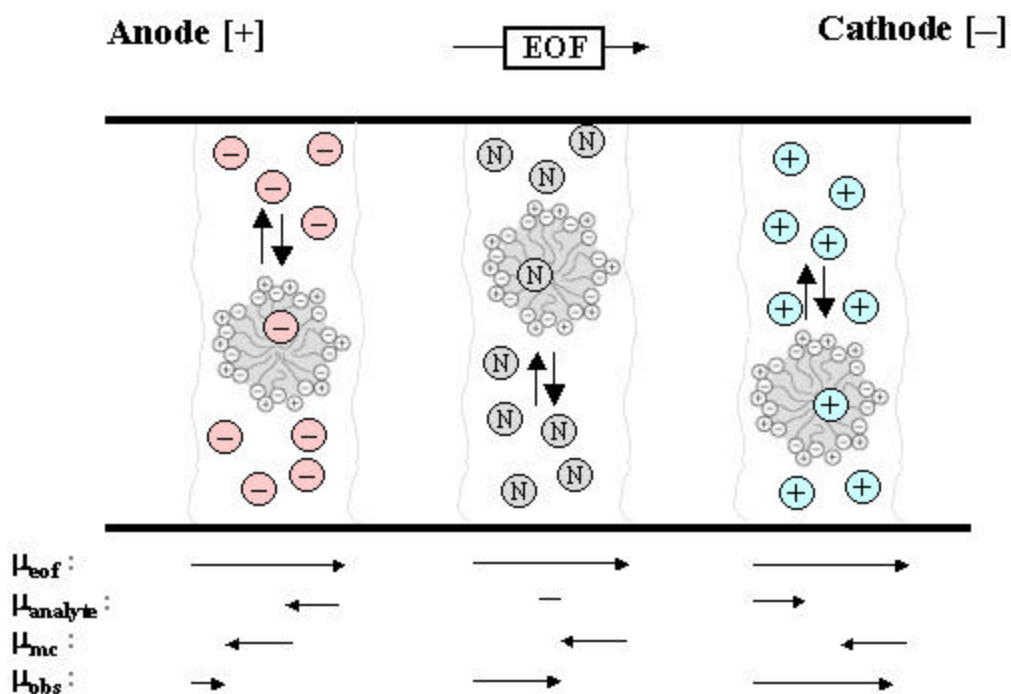 Anode [+] EOF Cathode [–]
− − N N + +
− N +
− + +
N + +
−
N +
N
− − N N
− − N N + +
μeof :
μanalyte :
μmc :
μobs :